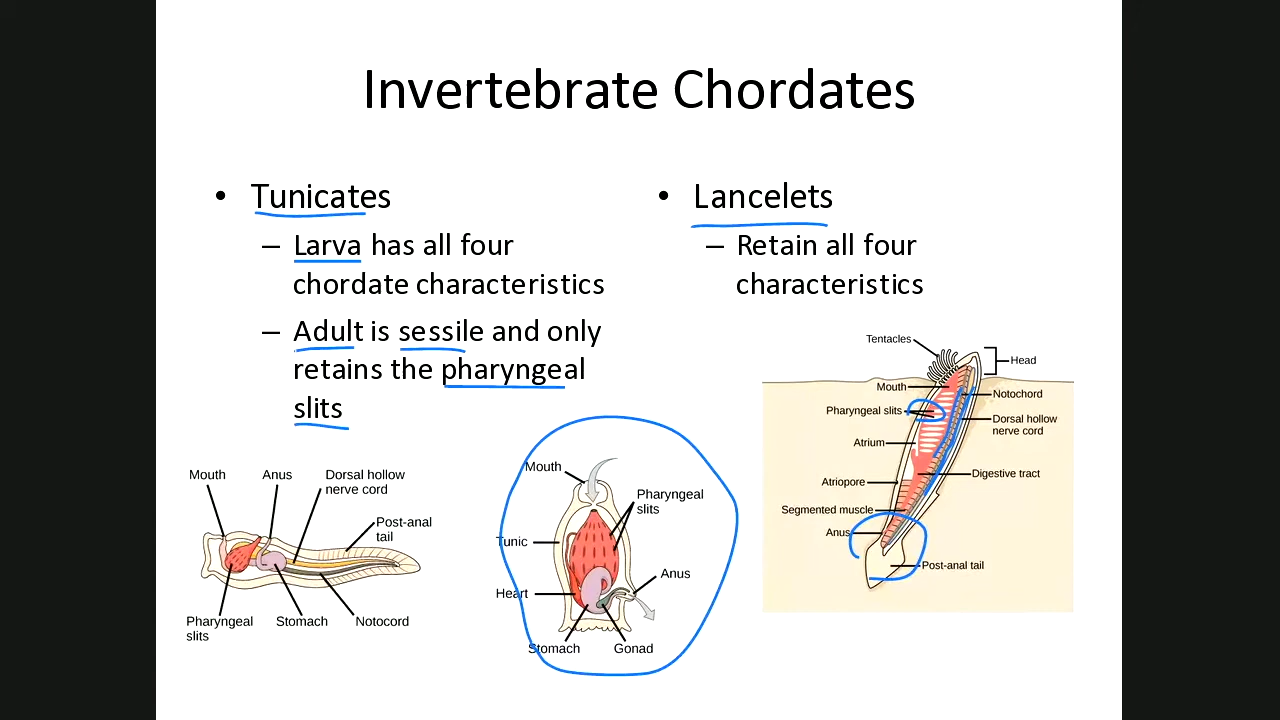 Invertebrate Chordates
• Tunicates
– Larva has all four
chordate characteristics
– Adult is sessile and only
retains the pharyngeal
slits
• Lancelets
– Retain all four
characteristics
Mouth
Anus
Dorsal hollow
nerve cord
Post-anal
tail
Pharyngeal
slits
Stomach
Notocord
Mouth
Pharyngeal
slits
Tunic
Anus
Heart
Stomach
Gonad
Tentacles
Head
Mouth
Notochord
Pharyngeal slits
Dorsal hollow
nerve cord
Atrium
Digestive tract
Atriopore
Segmented muscle
Anus
Post-anal tail